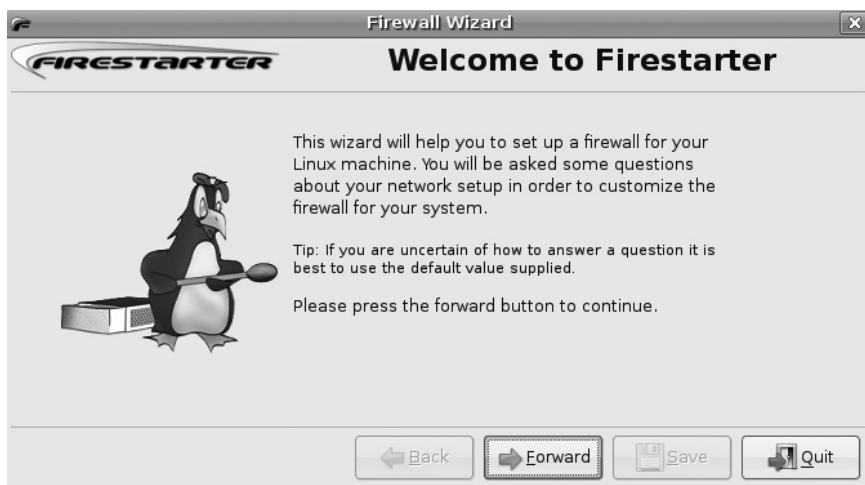 Firewall Wizard
FIRESTARTER
Welcome to Firestarter
This wizard will help you to set up a firewall for your
Linux machine. You will be asked some questions
about your network setup in order to customize the
firewall for your system.
Tip: If you are uncertain of how to answer a question it is
best to use the default value supplied.
Please press the forward button to continue.
Back
Forward
Save
Quit